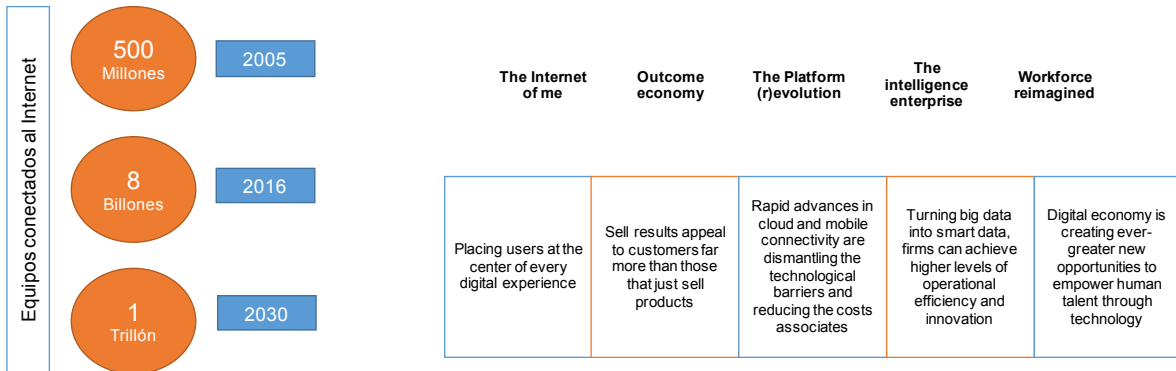 Equipos conectados al Internet
500
Millones
2005
8
Billones
2016
1
Trillón
2030
The Internet
of me
Outcome
economy
The Platform
(r)evolution
The
intelligence
enterprise
Workforce
reimagined
Placing users at the
center of every
digital experience
Sell results appeal
to customers far
more than those
that just sell
products
Rapid advances in
cloud and mobile
connectivity are
dismantling the
technological
barriers and
reducing the costs
associates
Turning big data
into smart data,
firms can achieve
higher levels of
operational
efficiency and
innovation
Digital economy is
creating ever-
greater new
opportunities to
empower human
talent through
technology